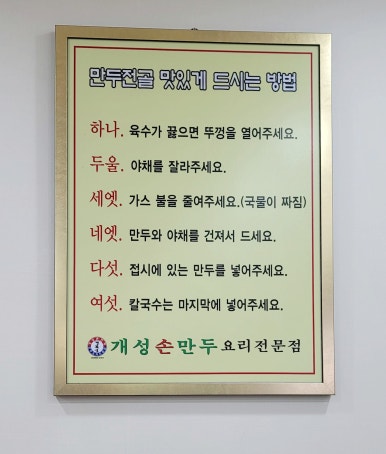 만두전골 맛있게 드시는 방법
하나. 육수가 끓으면 뚜껑을 열어주세요.
두울. 야채를 잘라주세요.
세엣. 가스 불을 줄여주세요.(국물이 짜짐)
네엣. 만두와 야채를 건져서 드세요.
다섯. 접시에 있는 만두를 넣어주세요.
여섯. 칼국수는 마지막에 넣어주세요.
개성손만두요리전문점